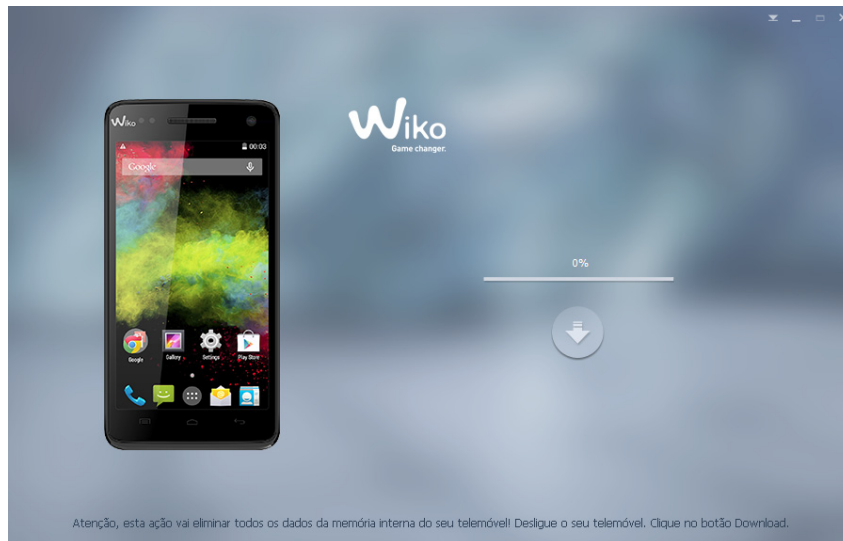 Wiko
Game changer.
Wiko
00:03
Google
Google
Gallery
Settings
Play Store
0%
Atenção, esta ação vai eliminar todos os dados da memória interna do seu telemóvel! Desligue o seu telemóvel. Clique no botão Download.